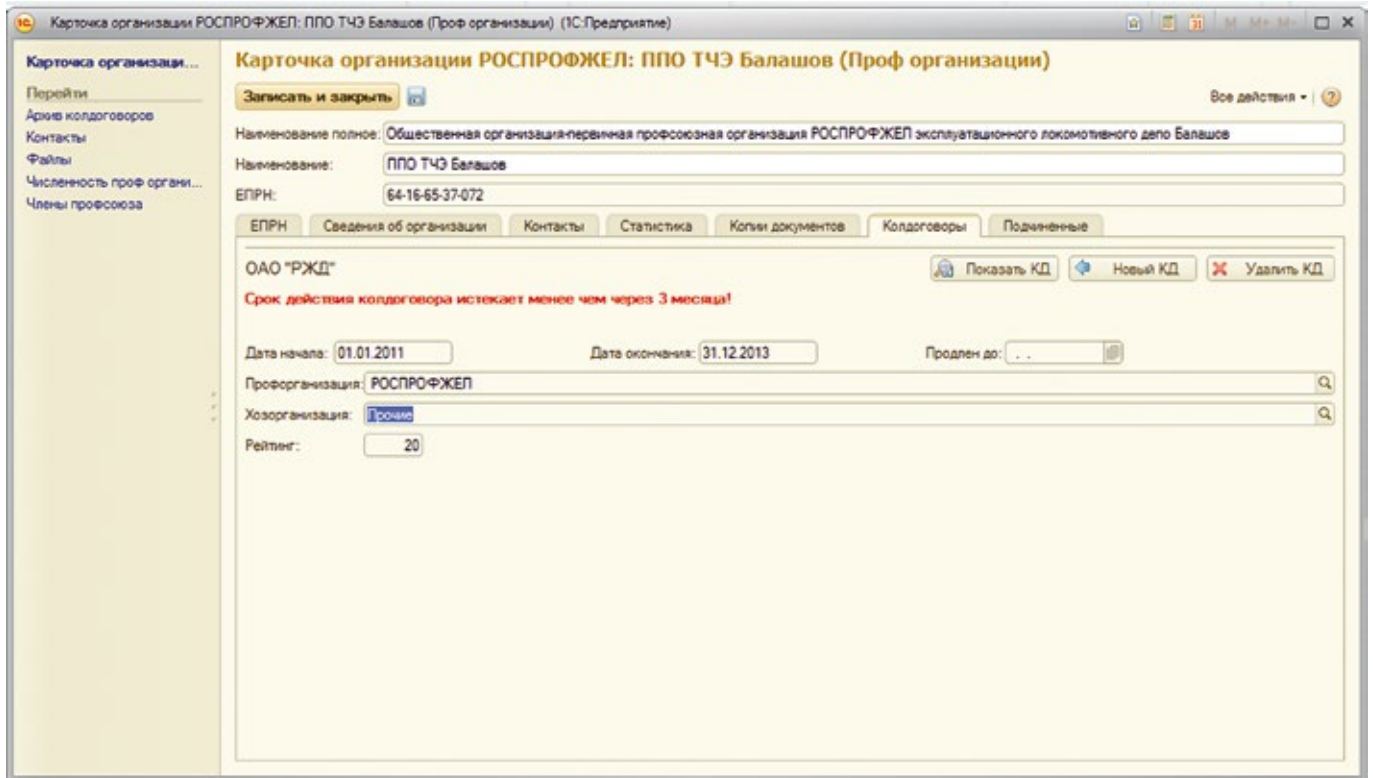 Карточка организации РОСПРОФЖЕЛ: ППО ТЧЭ Балашов (Проф организации) (1С:Предприятие)
31 M M+ M-
Карточка организаци...
Перейти
Архив колдоговоров
Контакты
Файлы
Численность проф органи...
Члены профсоюза
Карточка организации РОСПРОФЖЕЛ: ППО ТЧЭ Балашов (Проф организации)
Записать и закрыть
Все действия
Наименование полное: Общественная организация-первичная профсоюзная организация РОСПРОФЖЕЛ эксплуатационного локомотивного депо Балашов
Наименование: ППО ТЧЭ Балашов
ЕПРН: 64-16-65-37-072
ЕПРН Сведения об организации Контакты Статистика Копии документов Колдоговоры Подчиненные
ОАО "РЖД" Показать КД Новый КД Удалить КД
Срок действия колдоговора истекает менее чем через 3 месяца!
Дата начала: 01.01.2011 Дата окончания: 31.12.2013 Продлен до: . .
Профорганизация: РОСПРОФЖЕЛ
Хозорганизация: Прочие
Рейтинг: 20